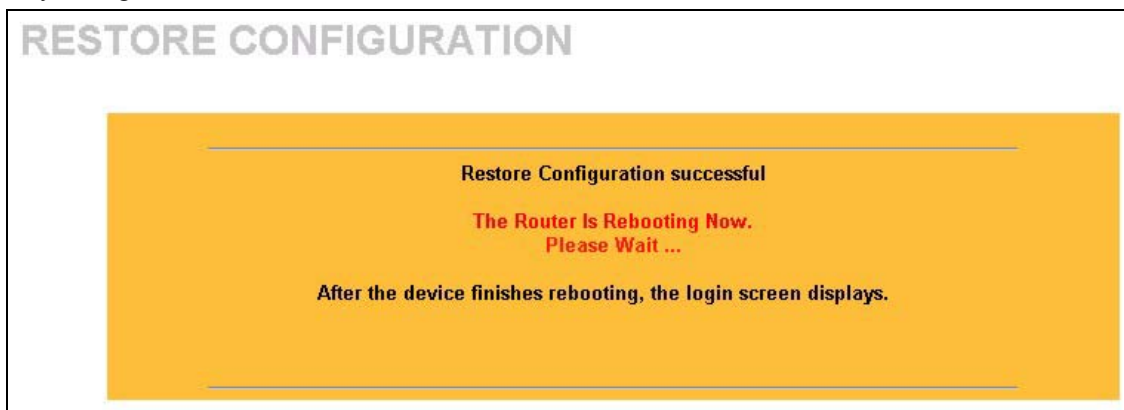 RESTORE CONFIGURATION
Restore Configuration successful
The Router Is Rebooting Now.
Please Wait ...
After the device finishes rebooting, the login screen displays.